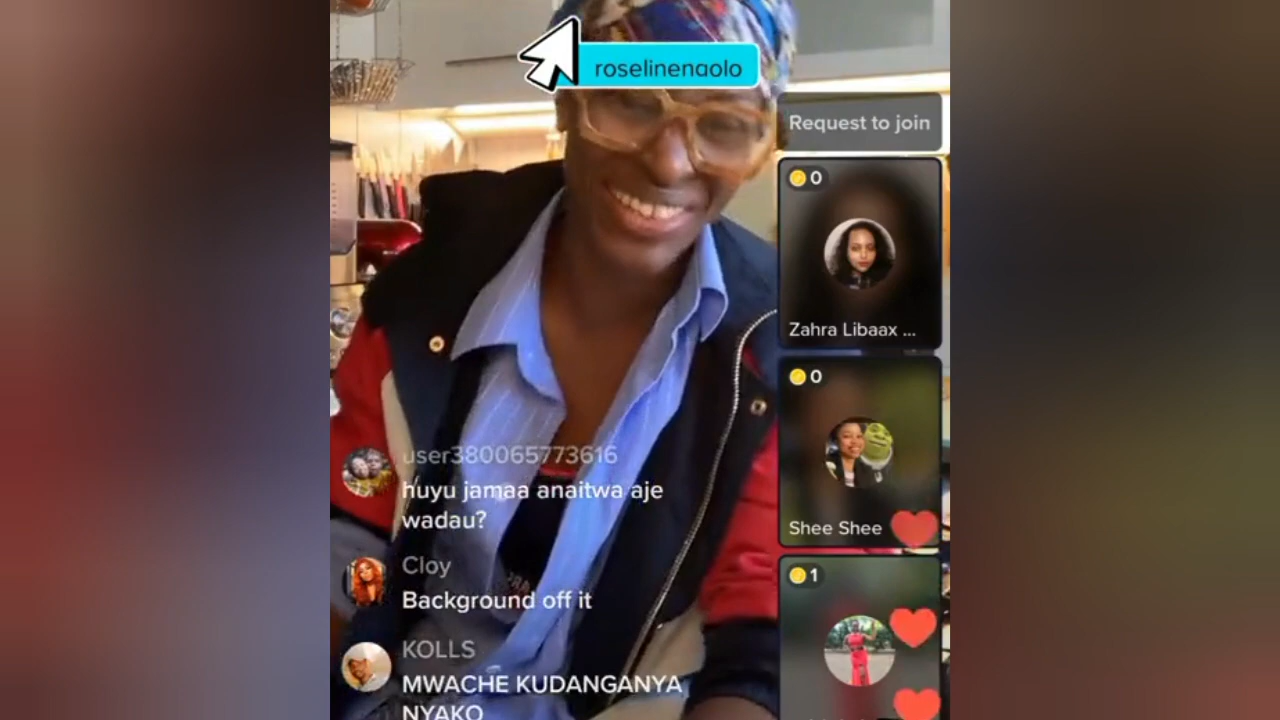 roselinenaolo
Request to join
0
Zahra Libaax ...
0
Shee Shee
1
user380065773616
huyu jamaa anaitwa aje
wadau?
Cloy
Background off it
KOLLS
MWACHE KUDANGANYA
NYAKO